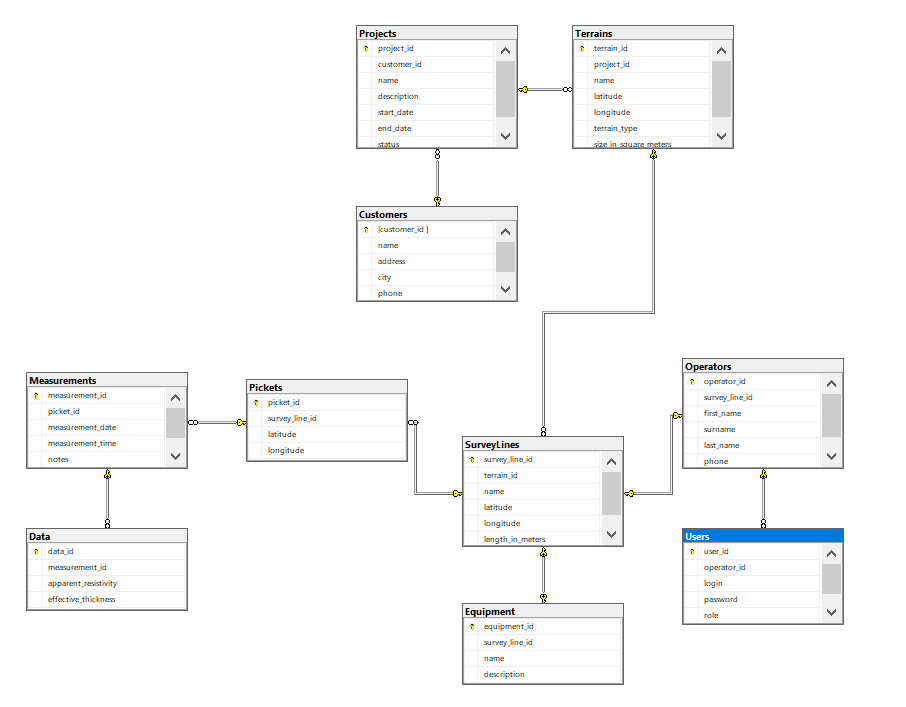 Projects
project_id
customer_id
name
description
start_date
end_date
status
Terrains
terrain_id
project_id
name
latitude
longitude
terrain_type
size_in_square_meters
Customers
[customer_id ]
name
address
city
phone
Measurements
measurement_id
picket_id
measurement_date
measurement_time
notes
Pickets
picket_id
survey_line_id
latitude
longitude
Operators
operator_id
survey_line_id
first_name
surname
last_name
phone
SurveyLines
survey_line_id
terrain_id
name
latitude
longitude
length_in_meters
Data
data_id
measurement_id
apparent_resistivity
effective_thickness
Users
user_id
operator_id
login
password
role
Equipment
equipment_id
survey_line_id
name
description